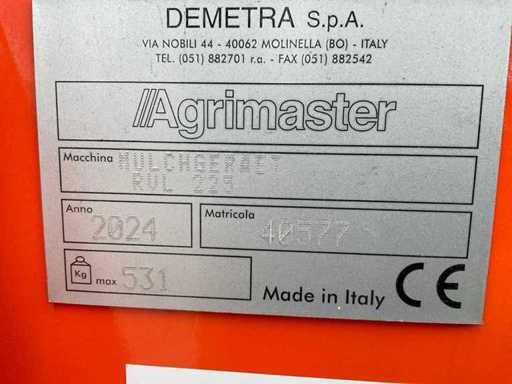 DEMETRA S.p.A.
VIA NOBILI 44 - 40062 MOLINELLA (BO) - ITALY
TEL. (051) 882701 r.a. - FAX (051) 882542
Agrimaster
Macchina MULCHGERAET
RVL 225
Anno 2024
Matricola 40577
Kg max 531
Made in Italy CE